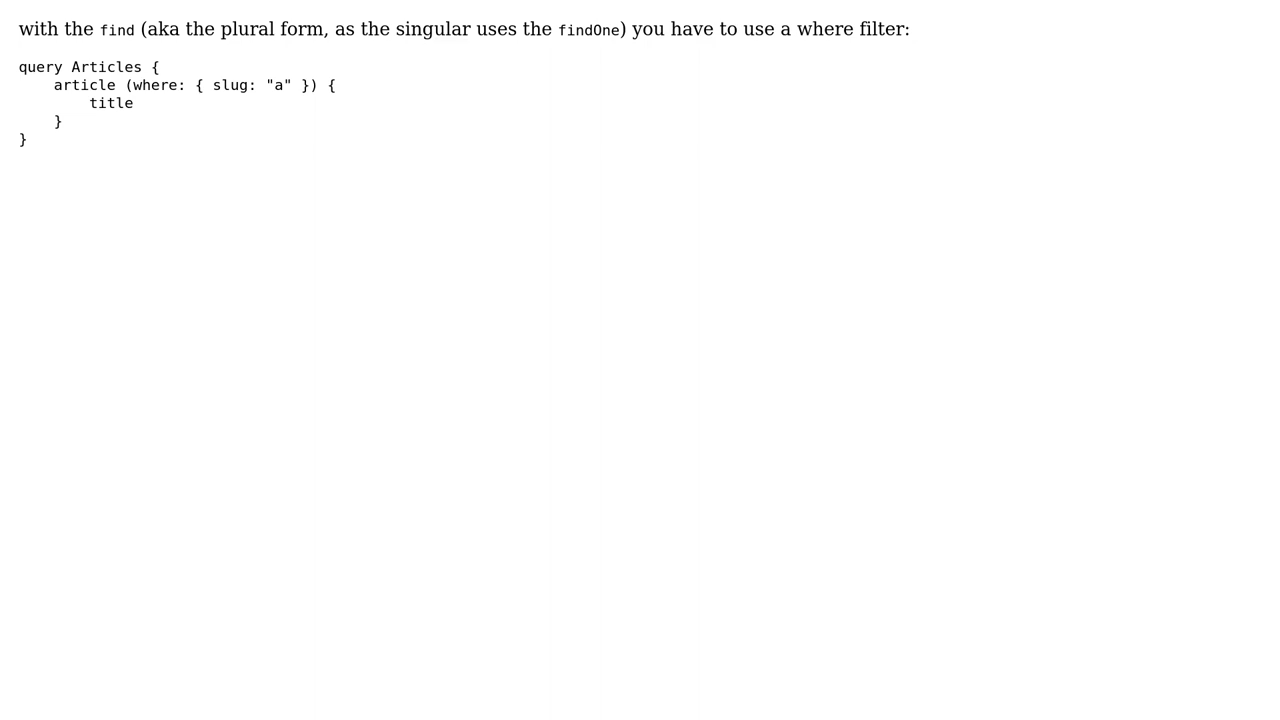 with the find (aka the plural form, as the singular uses the findOne) you have to use a where filter:
query Articles {
    article (where: { slug: "a" }) {
        title
    }
}